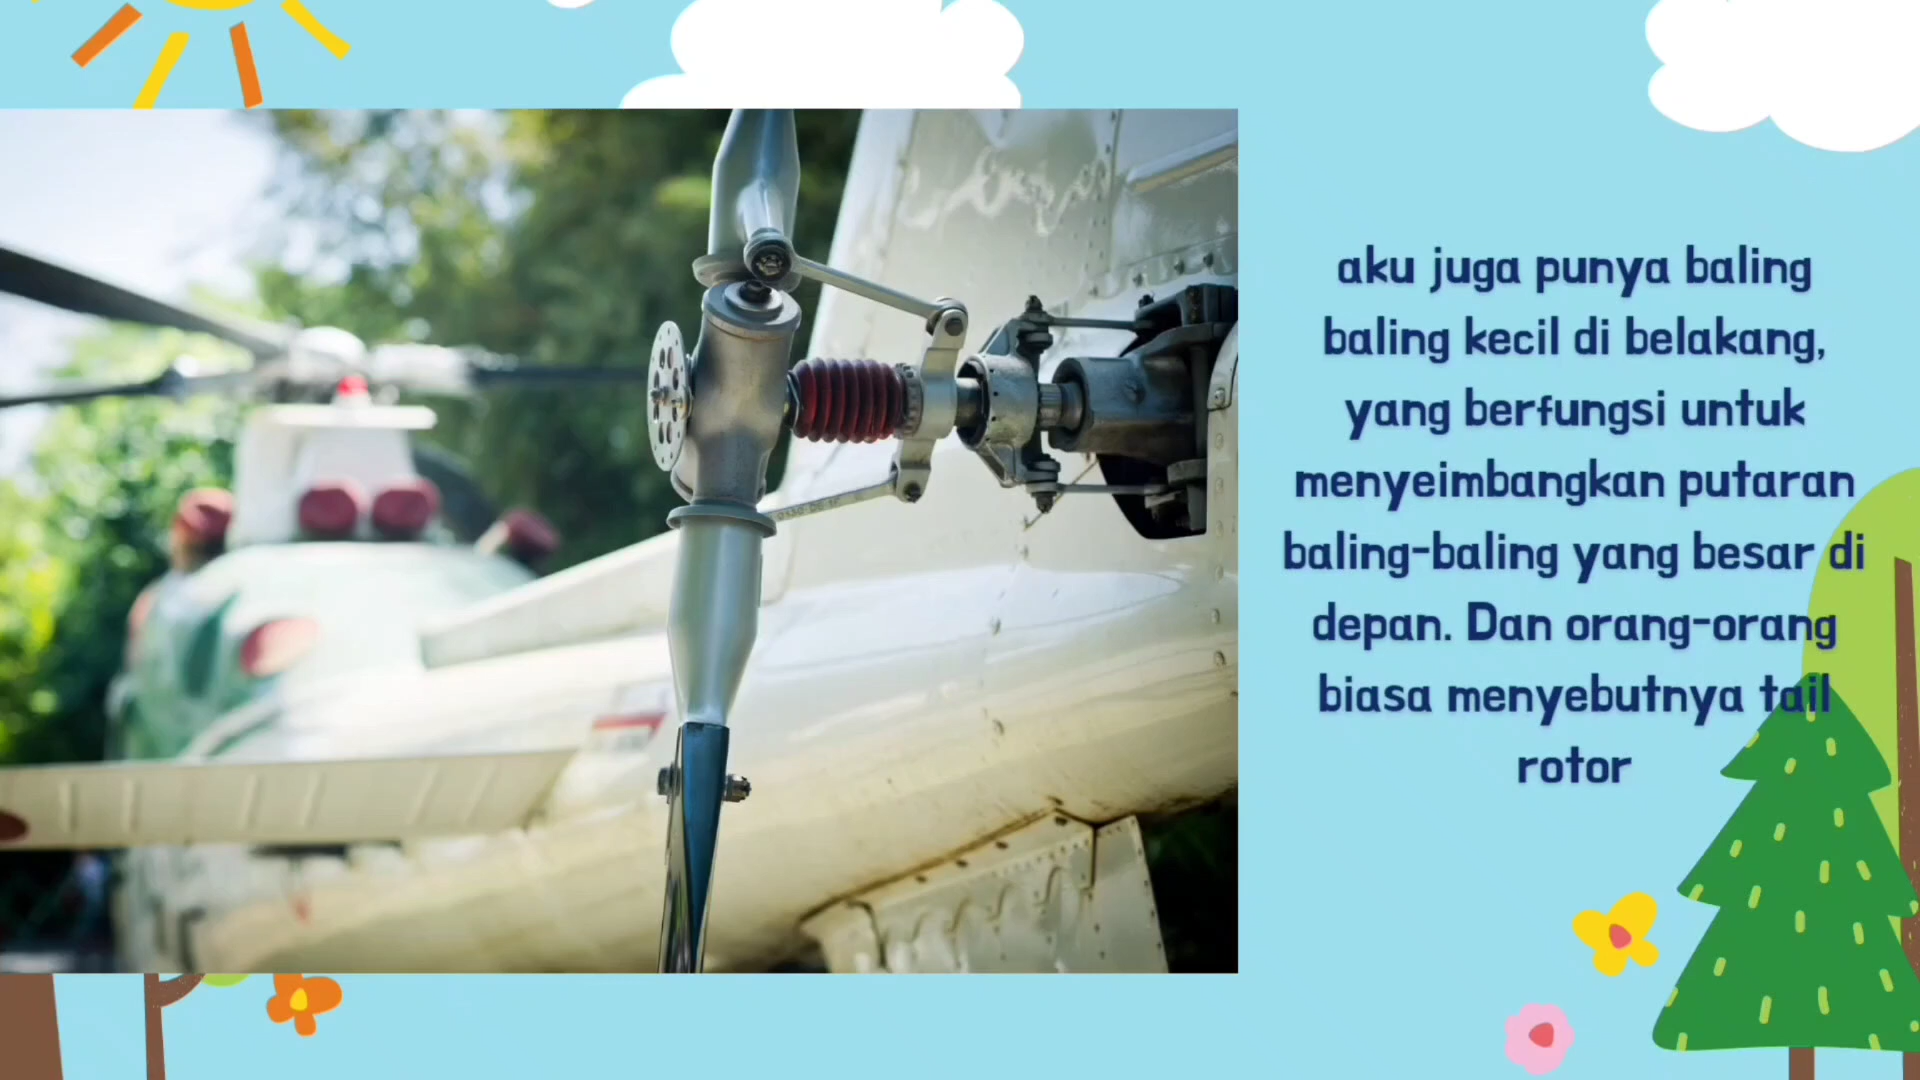 aku juga punya baling
baling kecil di belakang,
yang berfungsi untuk
menyeimbangkan putaran
baling-baling yang besar di
depan. Dan orang-orang
biasa menyebutnya tail
rotor